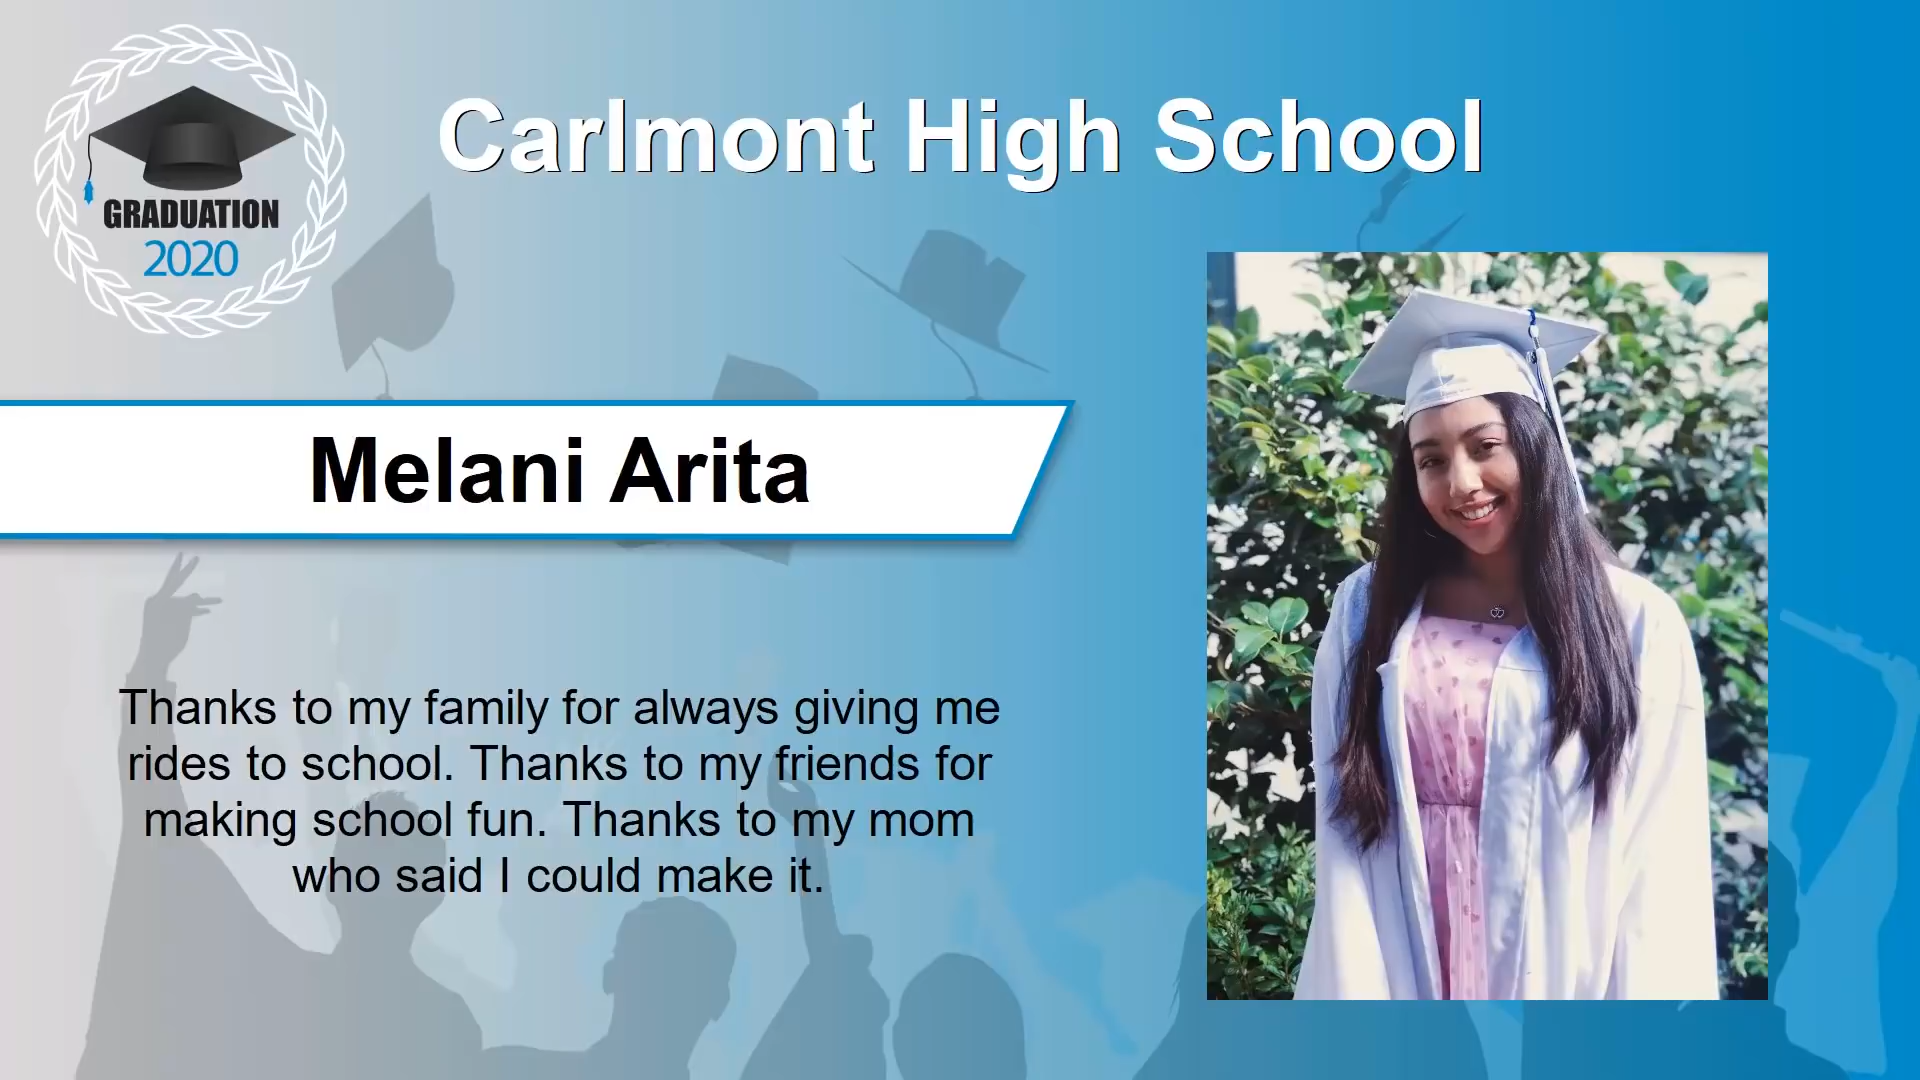 GRADUATION
2020
Carlmont High School
Melani Arita
Thanks to my family for always giving me
rides to school. Thanks to my friends for
making school fun. Thanks to my mom
who said I could make it.